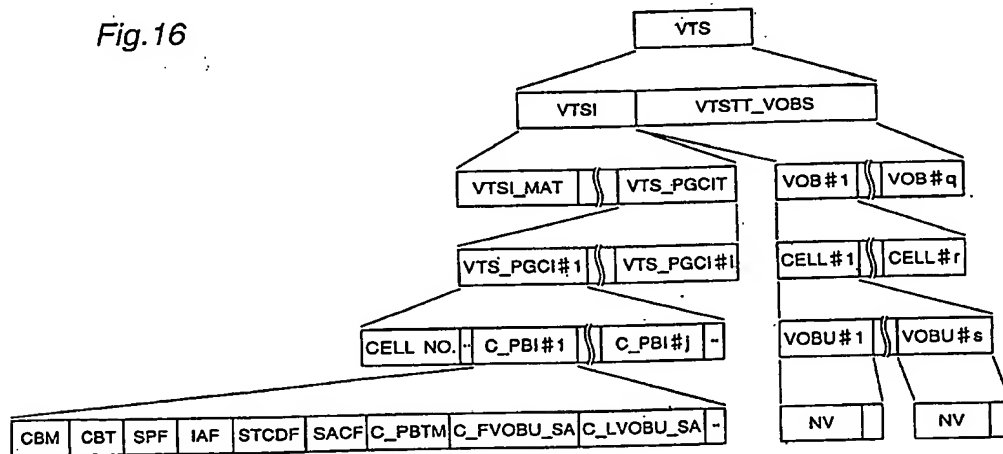 Fig.16
VTS
VTSI VTSTT_VOBS
VTSI_MAT VTS_PGCIT VOB#1 VOB#q
VTS_PGCI#1 VTS_PGCI#i CELL#1 CELL#r
CELL NO. ·· C_PBI#1 C_PBI#j - VOBU#1 VOBU#s
CBM CBT SPF IAF STCDF SACF C_PBTM C_FVOBU_SA C_LVOBU_SA - NV NV